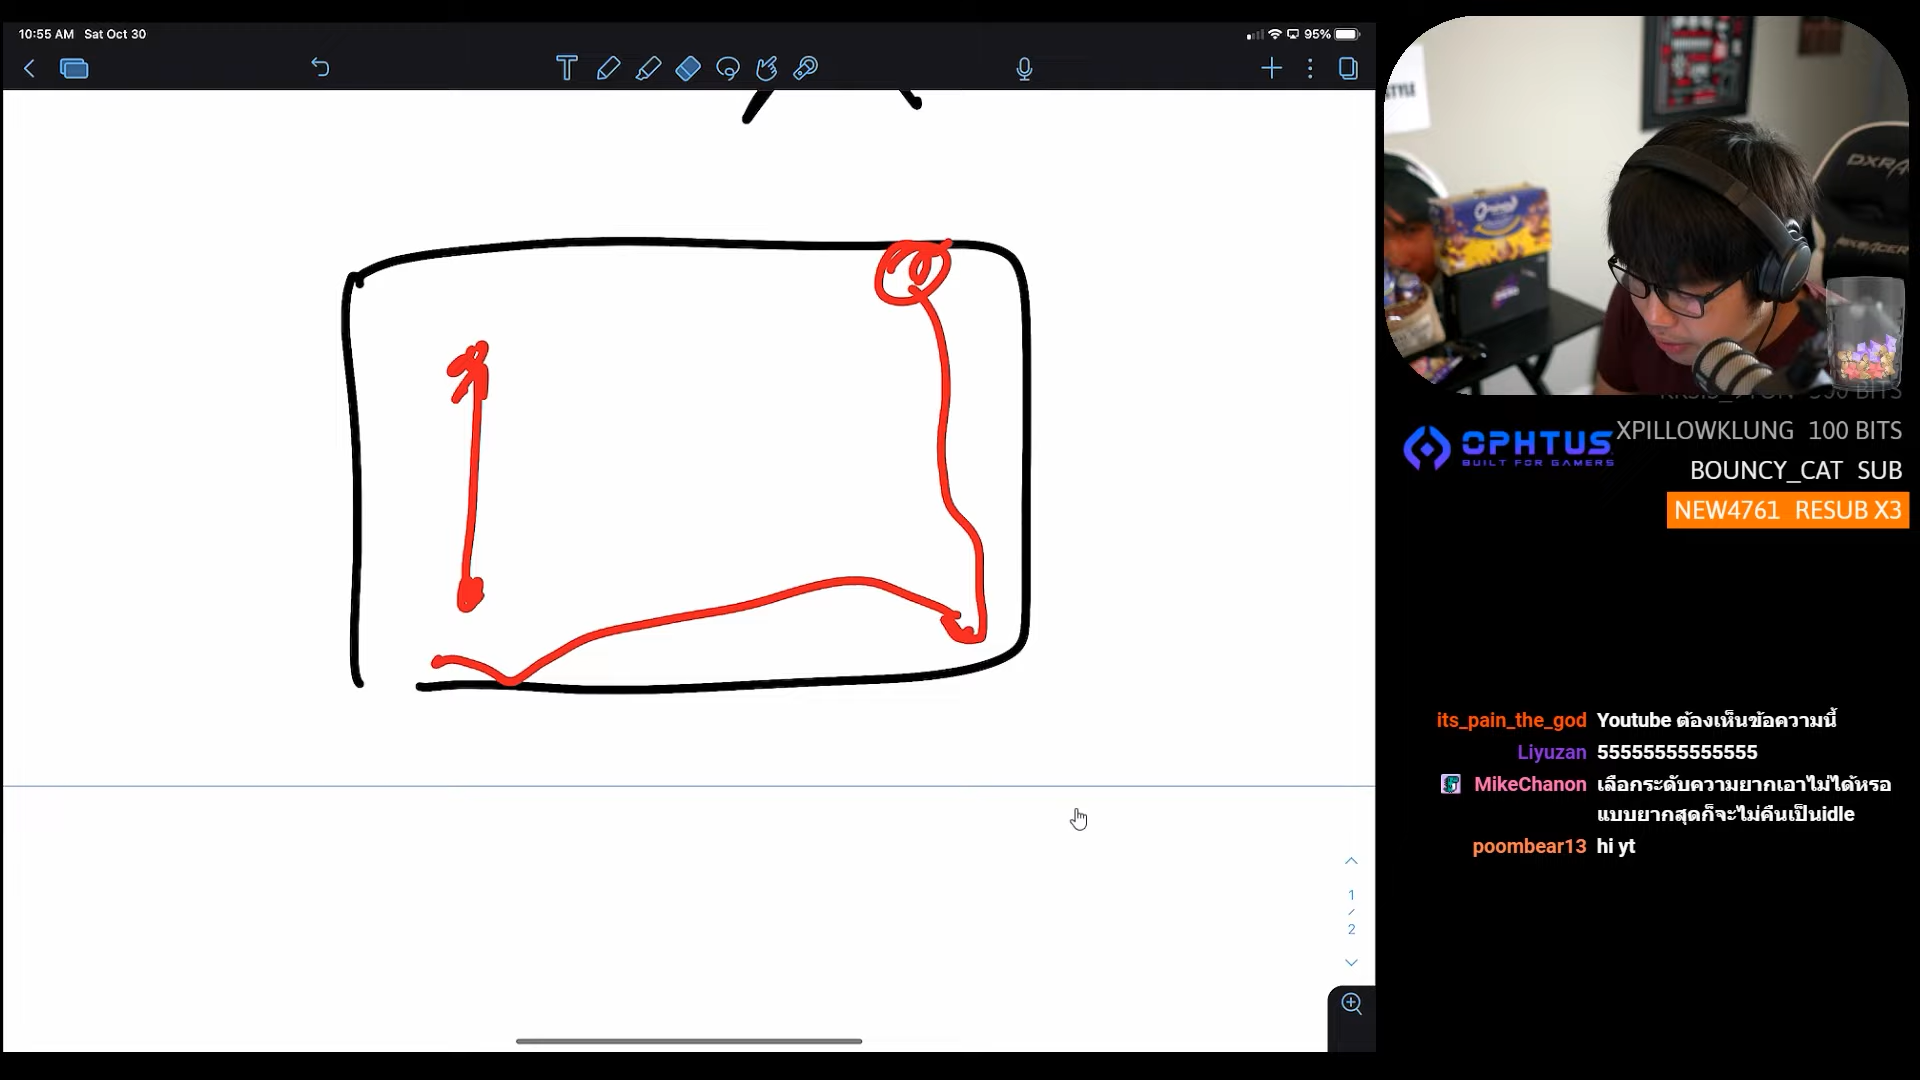 10:55 AM Sat Oct 30
95%
STYLE
DXRA
XPILLOWKLUNG 100 BITS
OPHTUS
BUILT FOR GAMERS
BOUNCY_CAT SUB
NEW4761 RESUB X3
its_pain_the_god Youtube ต้องเห็นข้อความนี้
Liyuzan 55555555555555
MikeChanon เลือกระดับความยากเอาไม่ได้หรอ
แบบยากสุดก็จะไม่คืนเป็นidle
poombear13 hi yt
1
/
2